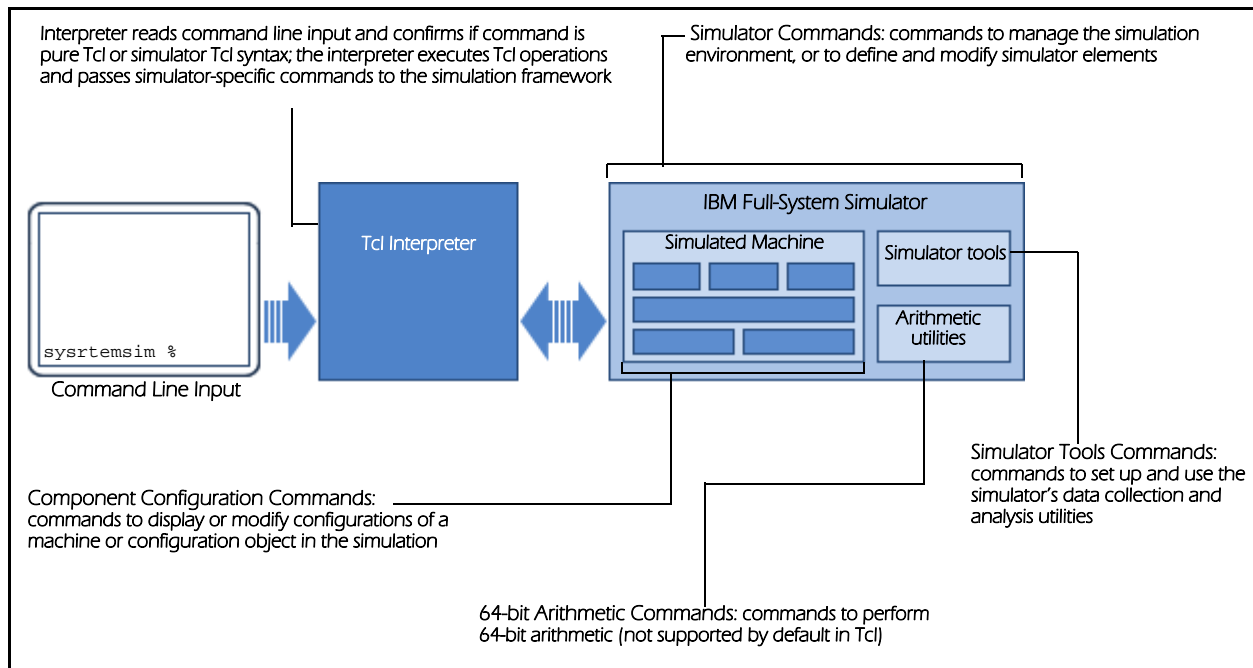 Interpreter reads command line input and confirms if command is
pure Tcl or simulator Tcl syntax; the interpreter executes Tcl operations
and passes simulator-specific commands to the simulation framework
Simulator Commands: commands to manage the simulation
environment, or to define and modify simulator elements
sysrtemsim %
Command Line Input
Tcl Interpreter
IBM Full-System Simulator
Simulated Machine
Simulator tools
Arithmetic
utilities
Component Configuration Commands:
commands to display or modify configurations of a
machine or configuration object in the simulation
Simulator Tools Commands:
commands to set up and use the
simulator's data collection and
analysis utilities
64-bit Arithmetic Commands: commands to perform
64-bit arithmetic (not supported by default in Tcl)